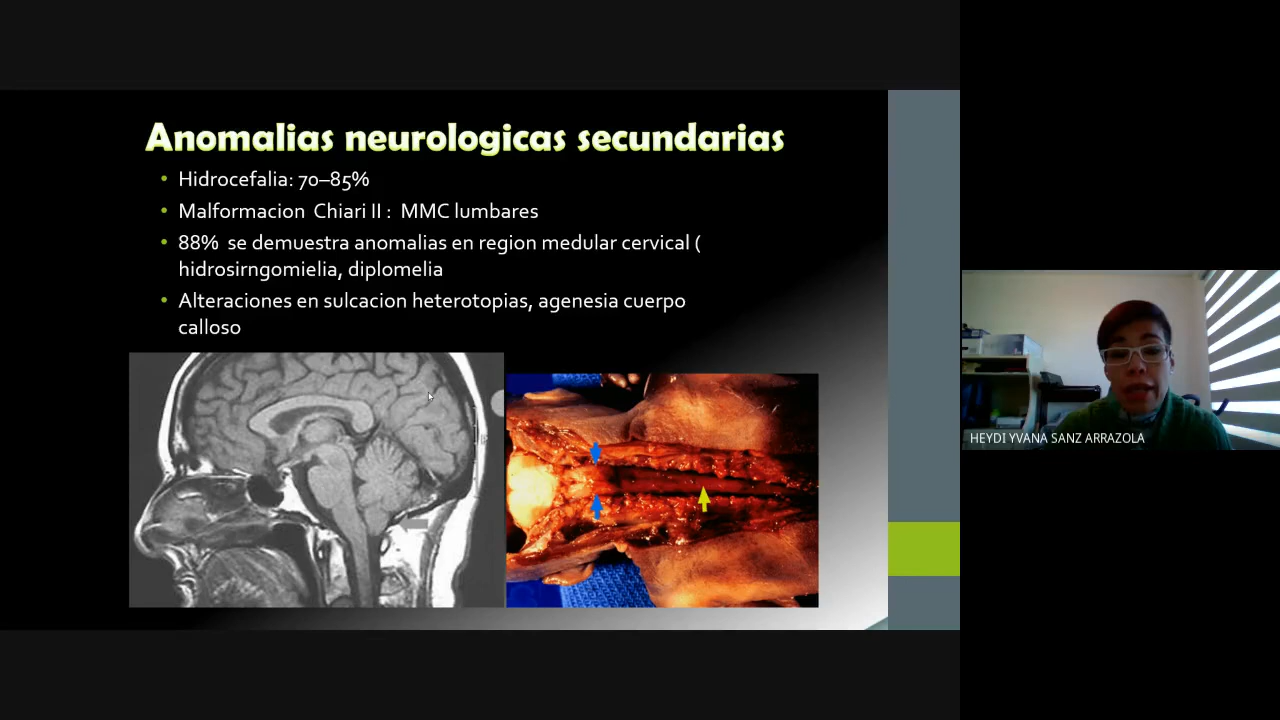 Anomalias neurologicas secundarias
• Hidrocefalia: 70–85%
• Malformacion Chiari II : MMC lumbares
• 88% se demuestra anomalias en region medular cervical (
hidrosirngomielia, diplomelia
• Alteraciones en sulcacion heterotopias, agenesia cuerpo
calloso
HEYDI YVANA SANZ ARRAZOLA